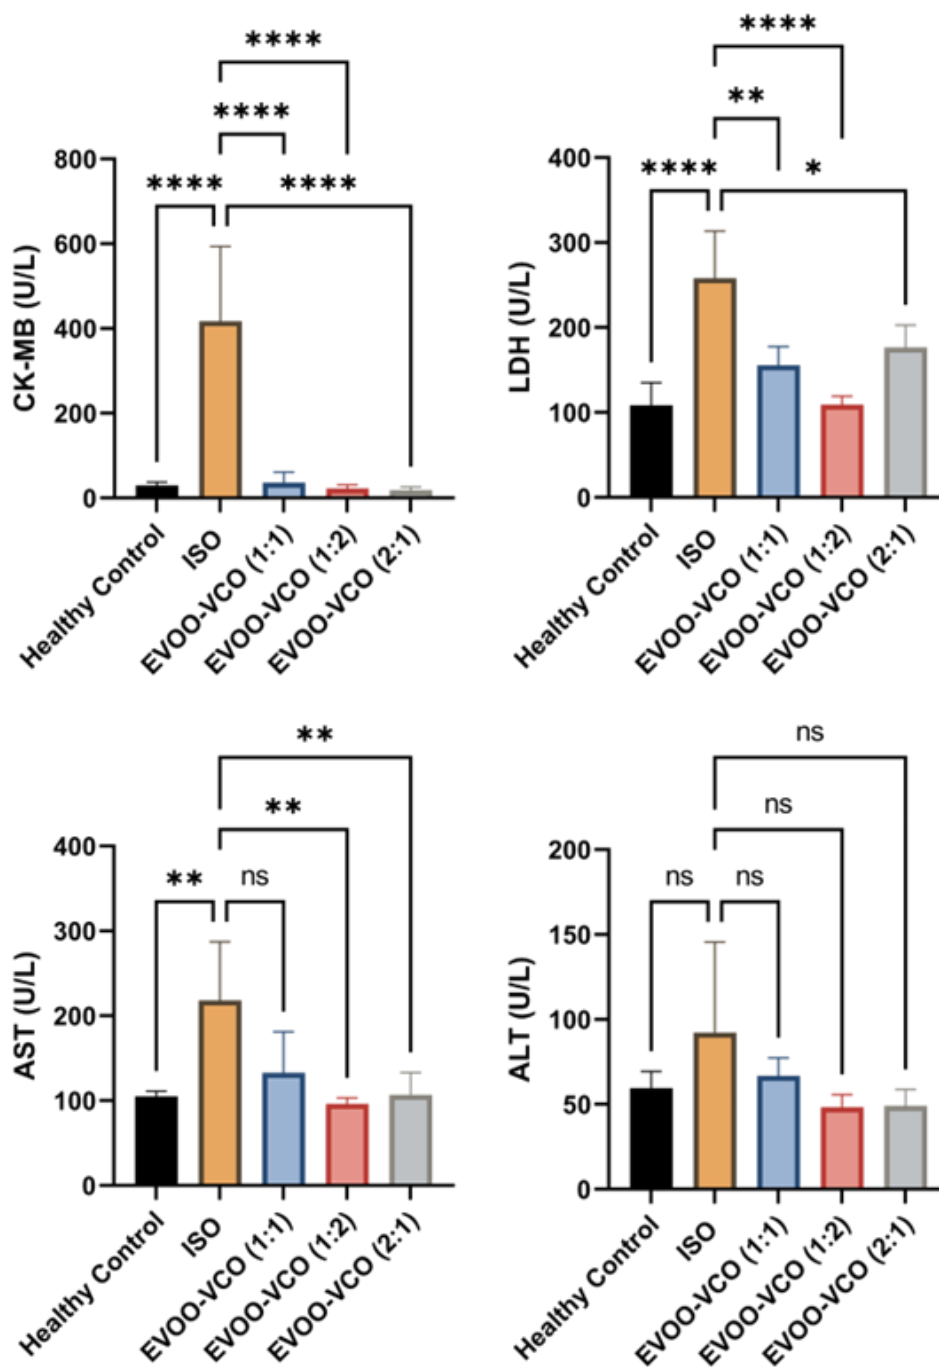 ****
****
**** ****
CK-MB (U/L)
800
600
400
200
0
Healthy Control
ISO
EVOO-VCO (1:1)
EVOO-VCO (1:2)
EVOO-VCO (2:1)
****
**
**** *
LDH (U/L)
400
300
200
100
0
Healthy Control
ISO
EVOO-VCO (1:1)
EVOO-VCO (1:2)
EVOO-VCO (2:1)
**
**
** ns
AST (U/L)
400
300
200
100
0
Healthy Control
ISO
EVOO-VCO (1:1)
EVOO-VCO (1:2)
EVOO-VCO (2:1)
ns
ns
ns ns
ALT (U/L)
200
150
100
50
0
Healthy Control
ISO
EVOO-VCO (1:1)
EVOO-VCO (1:2)
EVOO-VCO (2:1)